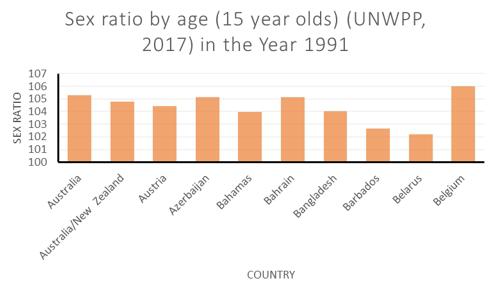 Sex ratio by age (15 year olds) (UNWPP,
2017) in the Year 1991
SEX RATIO
107
106
105
104
103
102
101
100
Australia
Australia/New Zealand
Austria
Azerbaijan
Bahamas
Bahrain
Bangladesh
Barbados
Belarus
Belgium
COUNTRY